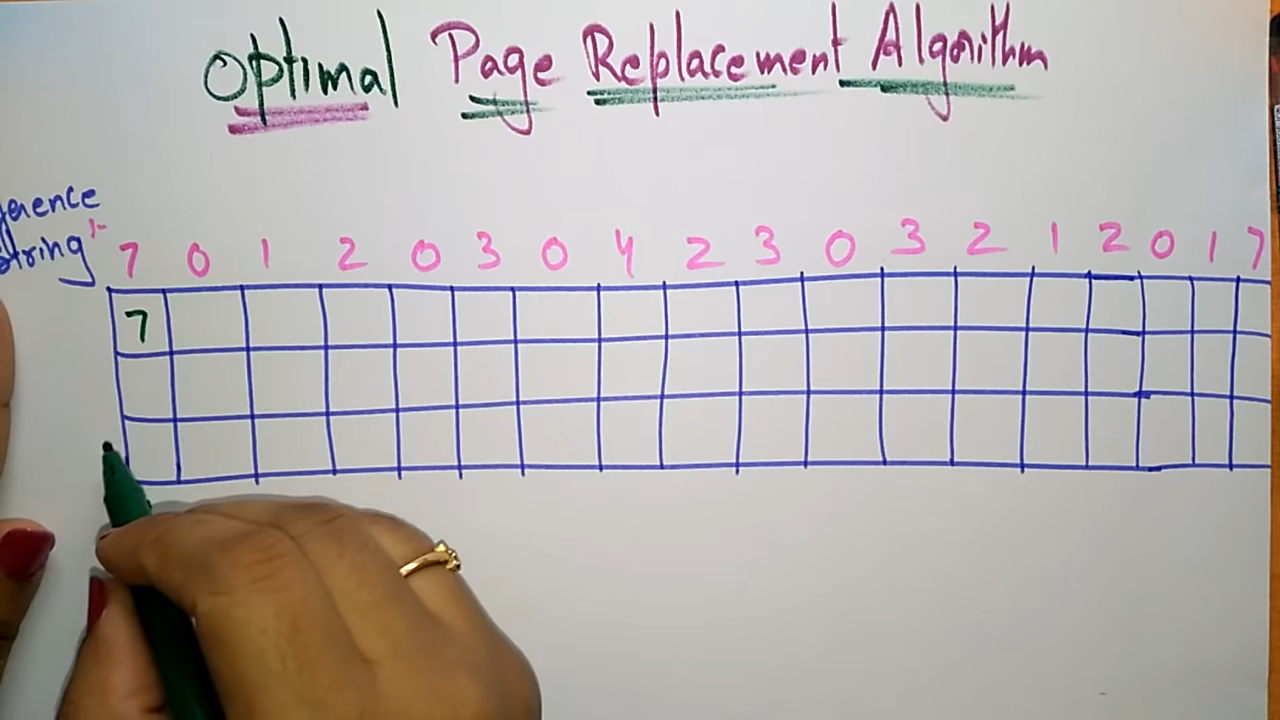 Optimal Page Replacement Algorithm
string:- 7 0 1 2 0 3 0 4 2 3 0 3 2 1 2 0 1 7
7